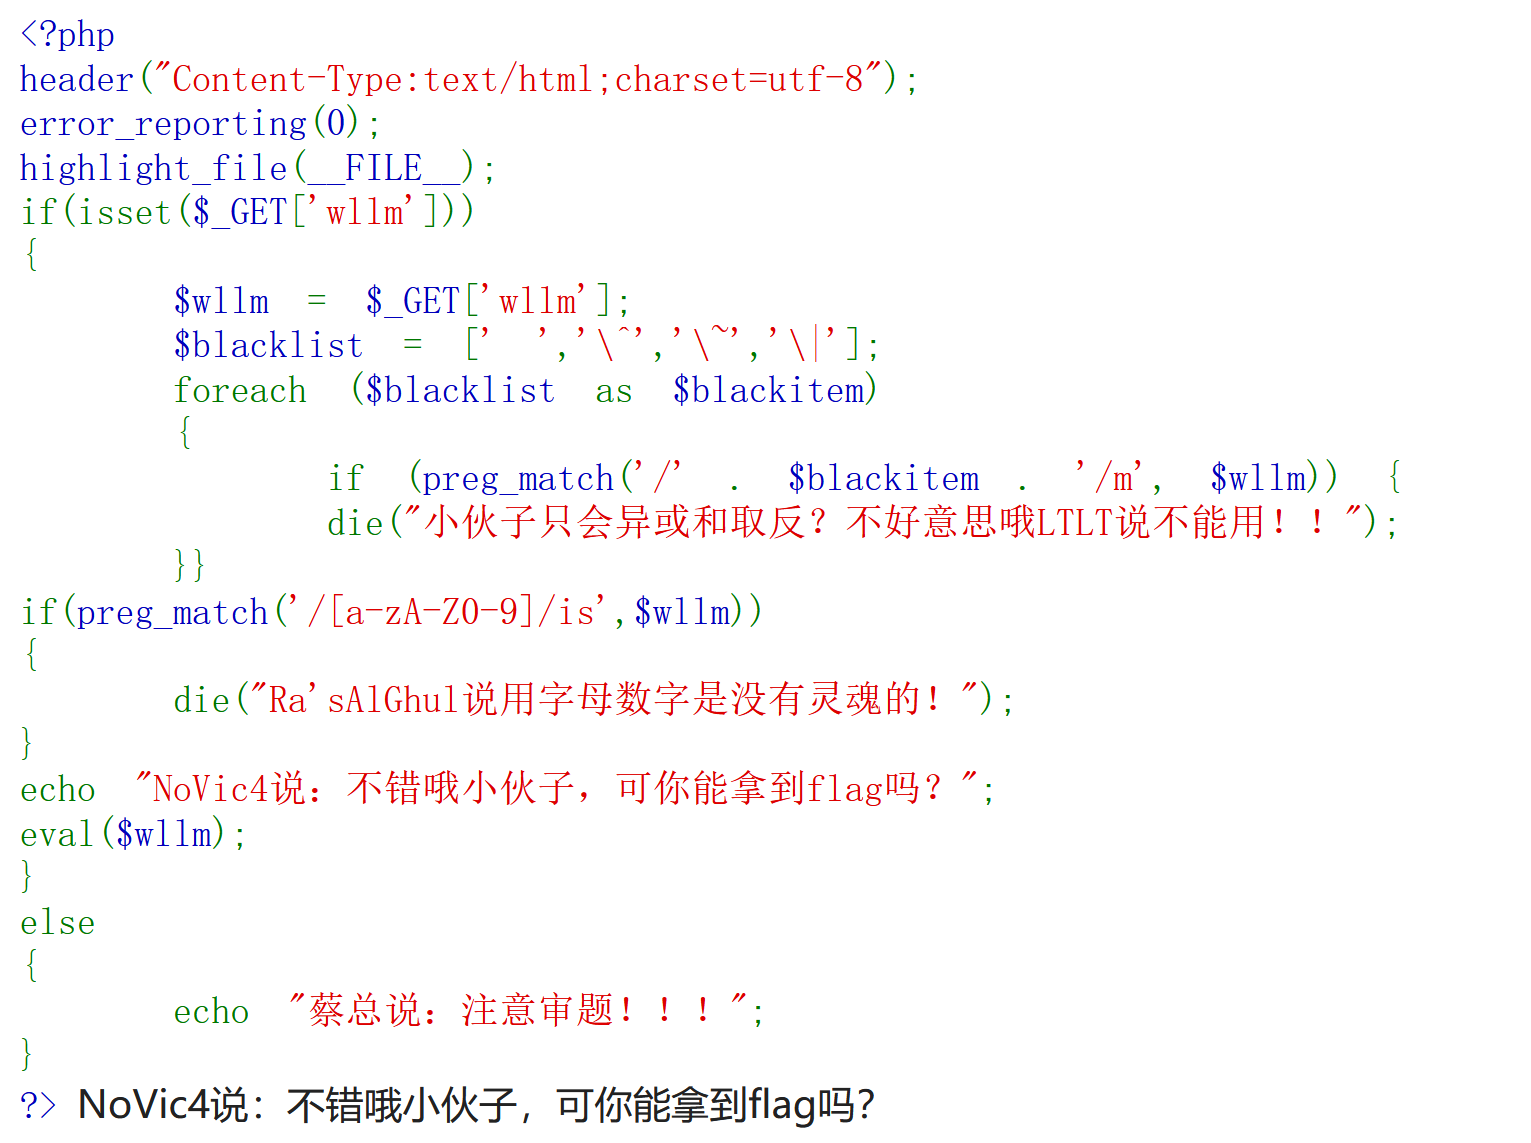 <?php
header("Content-Type:text/html;charset=utf-8");
error_reporting(0);
highlight_file(__FILE__);
if(isset($_GET['wllm']))
{
        $wllm  =  $_GET['wllm'];
        $blacklist  =  ['  ','\^','\~','\|'];
        foreach  ($blacklist  as  $blackitem)
        {
                if  (preg_match('/'  .  $blackitem  .  '/m',  $wllm))  {
                die("小伙子只会异或和取反？不好意思哦LTLT说不能用！！");
        }}
if(preg_match('/[a-zA-Z0-9]/is',$wllm))
{
        die("Ra'sAlGhul说用字母数字是没有灵魂的！");
}
echo  "NoVic4说：不错哦小伙子，可你能拿到flag吗？";
eval($wllm);
}
else
{
        echo  "蔡总说：注意审题！！！";
}
?> NoVic4说：不错哦小伙子，可你能拿到flag吗？